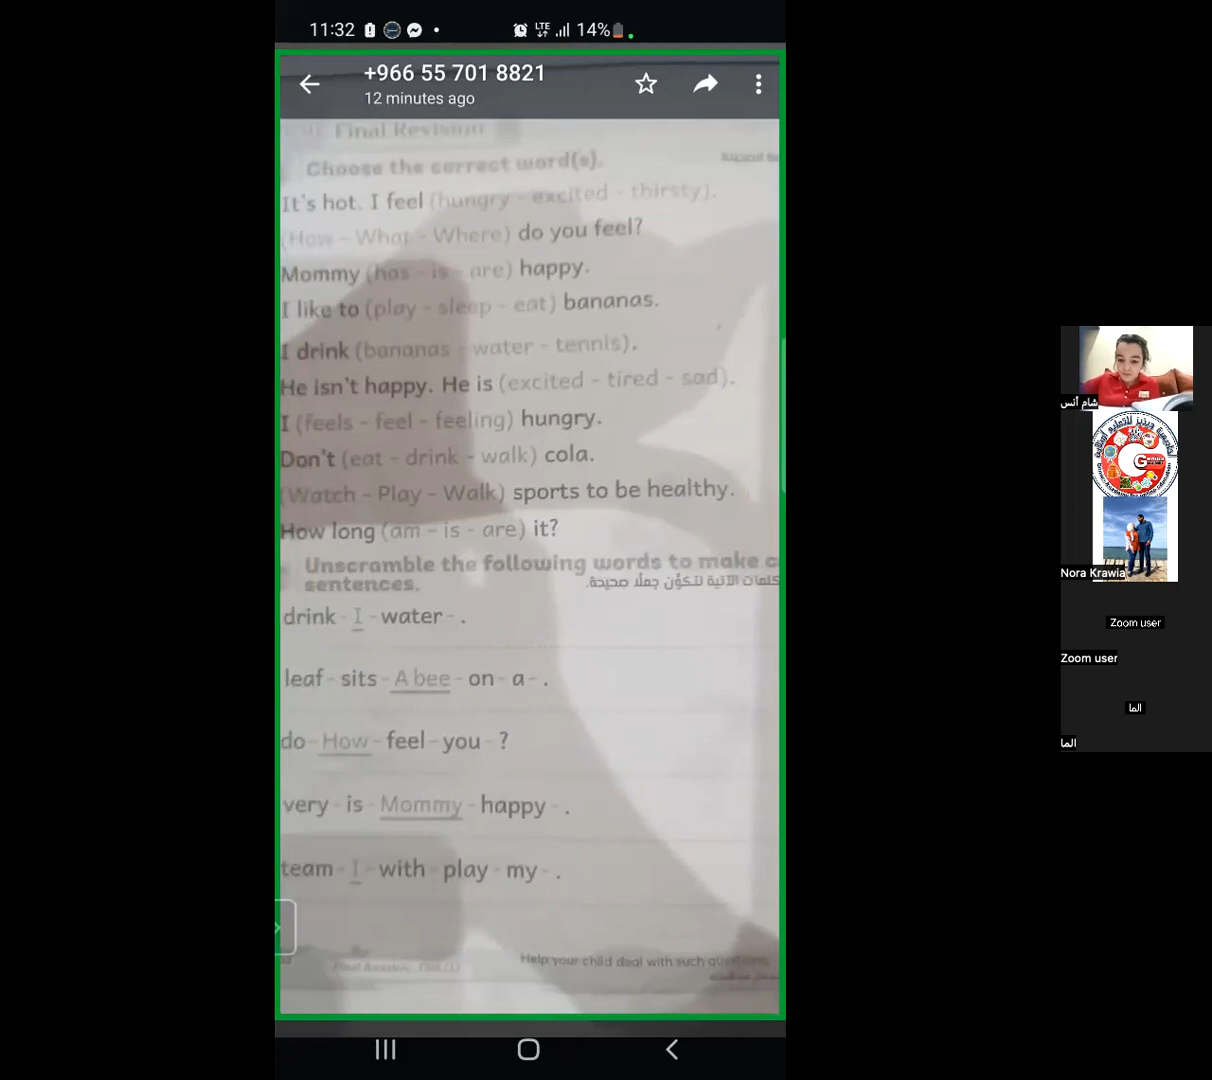 11:32
LTE
14%
+966 55 701 8821
12 minutes ago
Final Revision
Choose the correct word(s).
It's hot. I feel (hungry - excited - thirsty).
(How - What - Where) do you feel?
Mommy (has - is - are) happy.
I like to (play - sleep - eat) bananas.
I drink (bananas - water - tennis).
He isn't happy. He is (excited - tired - sad).
I (feels - feel - feeling) hungry.
Don't (eat - drink - walk) cola.
(Watch - Play - Walk) sports to be healthy.
How long (am - is - are) it?
Unscramble the following words to make c
sentences.
كلمات الآتية لتكوّن جملًا صحيحة.
drink - I - water - .
leaf - sits - A bee - on - a - .
do - How - feel - you - ?
very - is - Mommy - happy - .
team - I - with - play - my - .
Help your child deal with such questions.
شام أنس
Nora Krawia
Zoom user
Zoom user
الما
الما